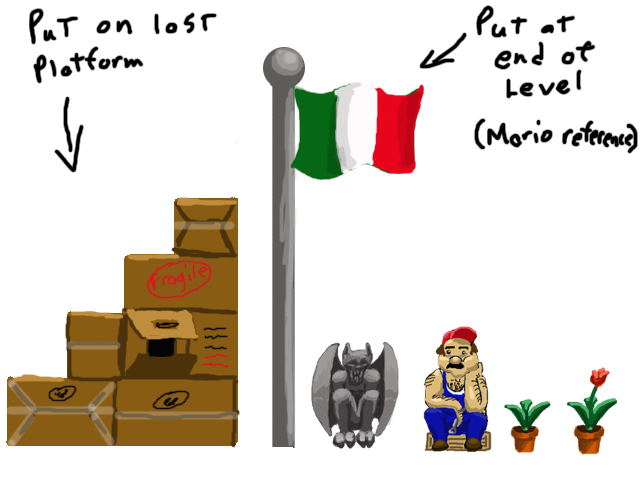 Put on last
Platform
Put at
end of
Level
(Mario reference)
Fragile